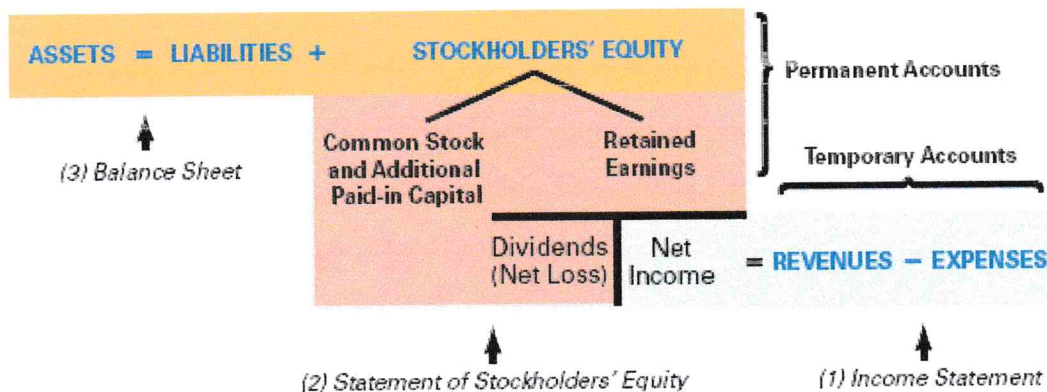 ASSETS = LIABILITIES + STOCKHOLDERS' EQUITY
Permanent Accounts
Common Stock
and Additional
Paid-in Capital
Retained
Earnings
Temporary Accounts
(3) Balance Sheet
Dividends
(Net Loss)
Net
Income
= REVENUES − EXPENSES
(2) Statement of Stockholders' Equity
(1) Income Statement